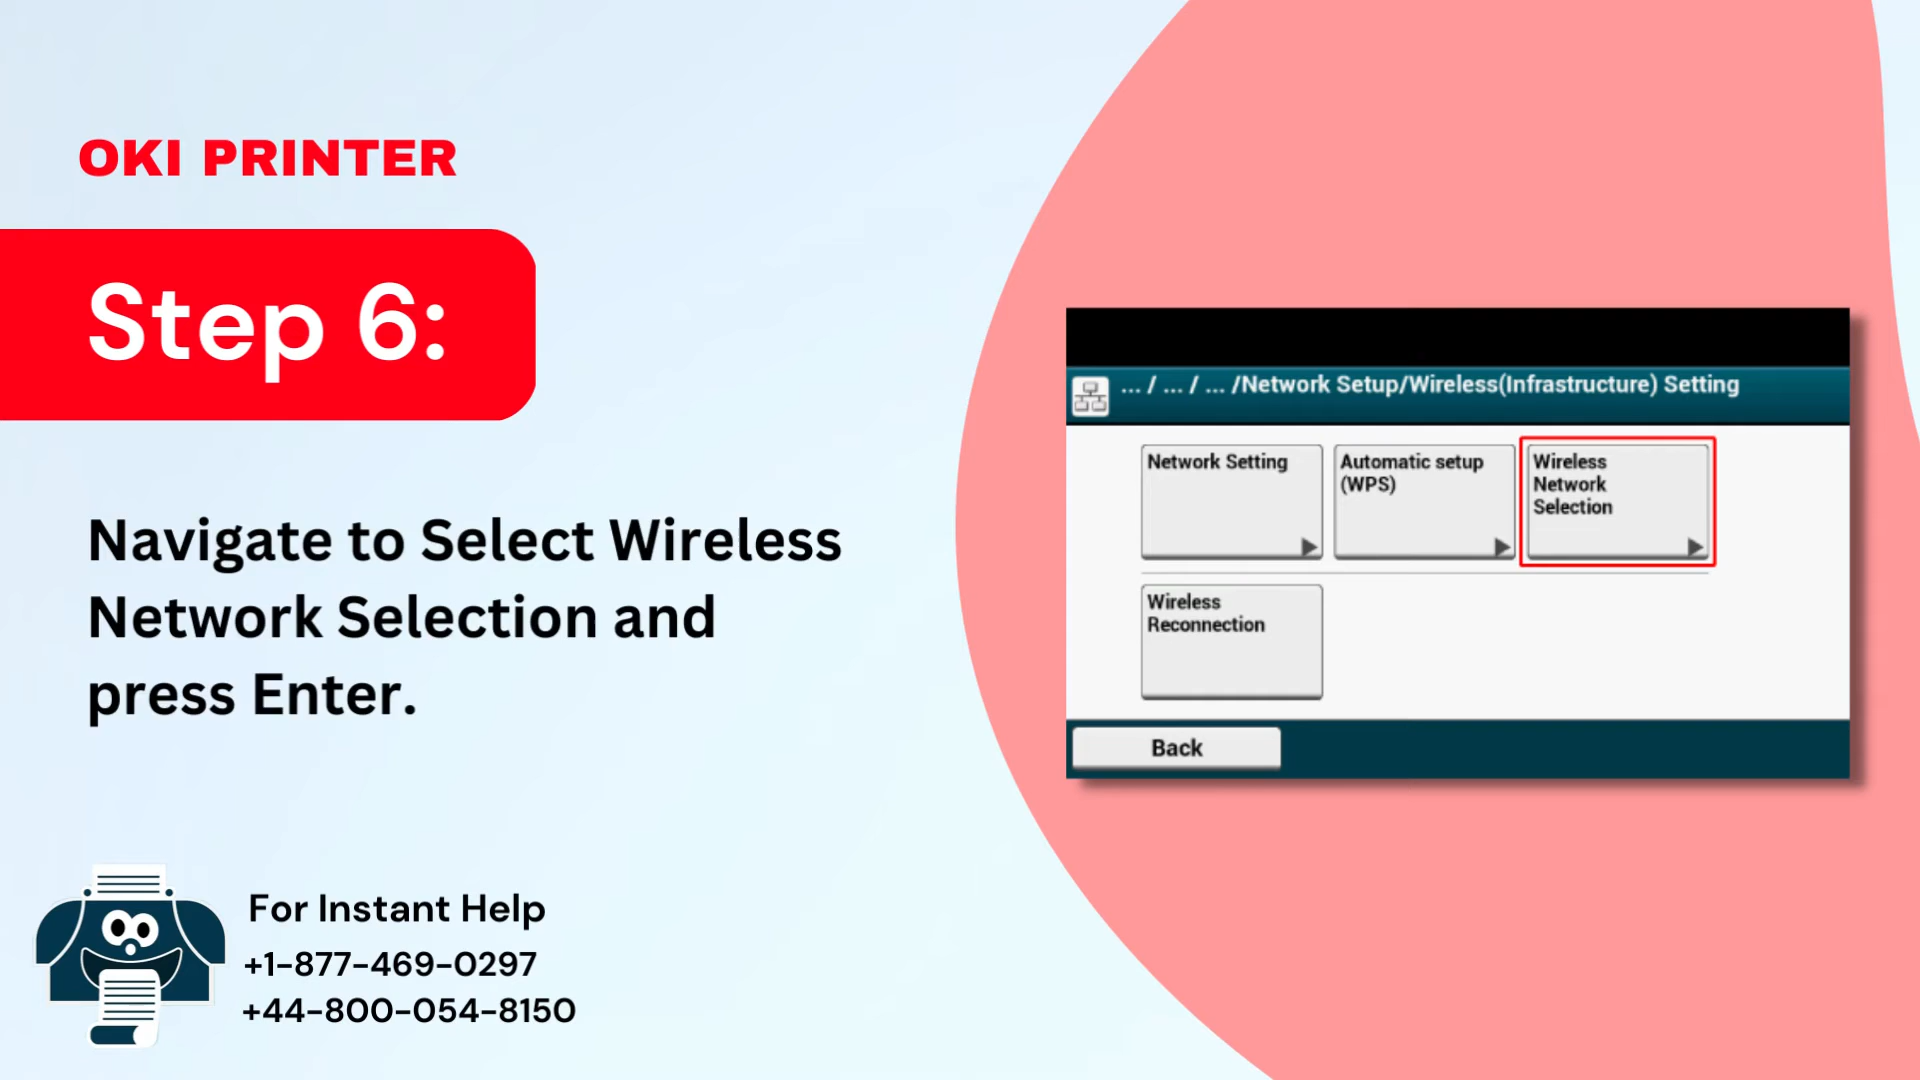 OKI PRINTER
Step 6:
Navigate to Select Wireless
Network Selection and
press Enter.
... / ... / ... /Network Setup/Wireless(Infrastructure) Setting
Network Setting
Automatic setup
(WPS)
Wireless
Network
Selection
Wireless
Reconnection
Back
For Instant Help
+1-877-469-0297
+44-800-054-8150